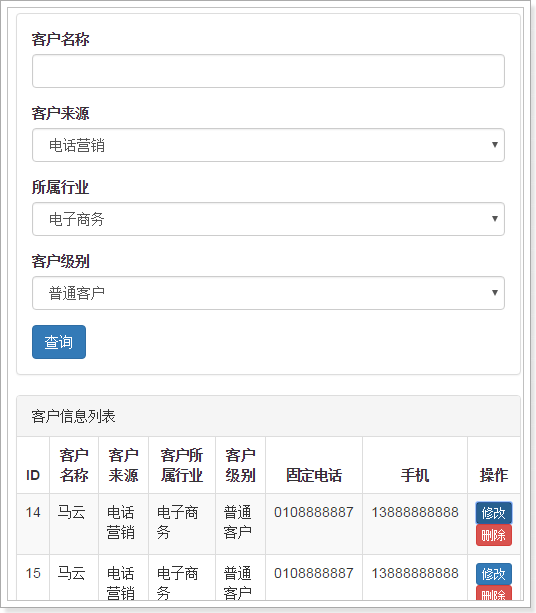 客户名称
客户来源
电话营销
所属行业
电子商务
客户级别
普通客户
查询
客户信息列表
ID 客户名称 客户来源 客户所属行业 客户级别 固定电话 手机 操作
14 马云 电话营销 电子商务 普通客户 0108888887 13888888888 修改 删除
15 马云 电话营销 电子商务 普通客户 0108888887 13888888888 修改 删除